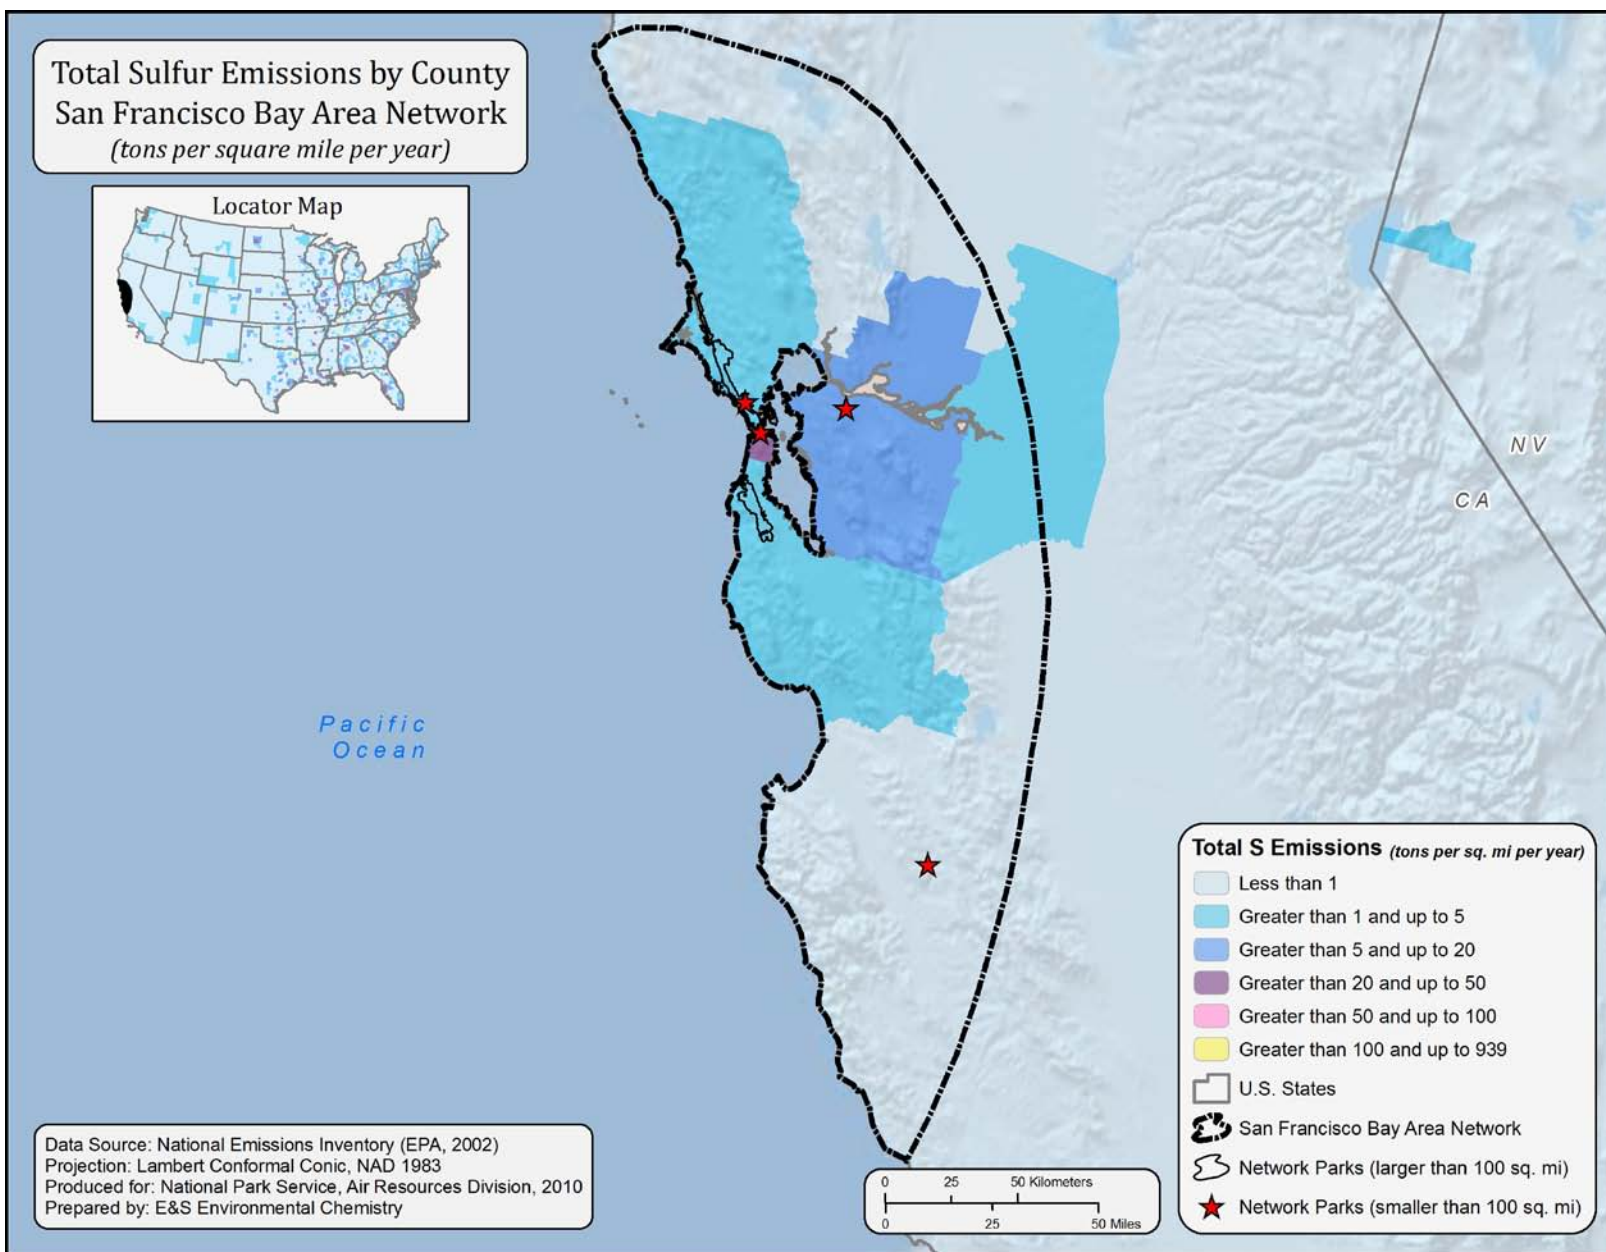 Total Sulfur Emissions by County
San Francisco Bay Area Network
(tons per square mile per year)
Locator Map
NV
CA
Pacific
Ocean
Total S Emissions (tons per sq. mi per year)
Less than 1
Greater than 1 and up to 5
Greater than 5 and up to 20
Greater than 20 and up to 50
Greater than 50 and up to 100
Greater than 100 and up to 939
U.S. States
San Francisco Bay Area Network
Network Parks (larger than 100 sq. mi)
Network Parks (smaller than 100 sq. mi)
Data Source: National Emissions Inventory (EPA, 2002)
Projection: Lambert Conformal Conic, NAD 1983
Produced for: National Park Service, Air Resources Division, 2010
Prepared by: E&S Environmental Chemistry
0 25 50 Kilometers
0 25 50 Miles